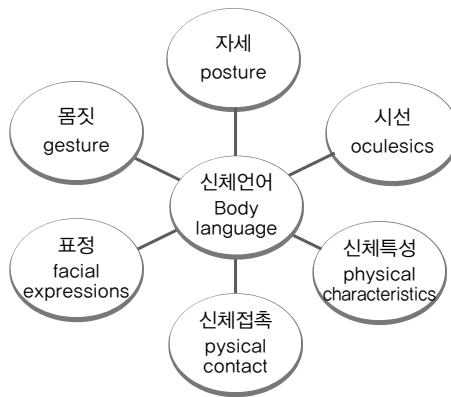 자세
posture
몸짓
gesture
시선
oculesics
신체언어
Body
language
표정
facial
expressions
신체특성
physical
characteristics
신체접촉
pysical
contact